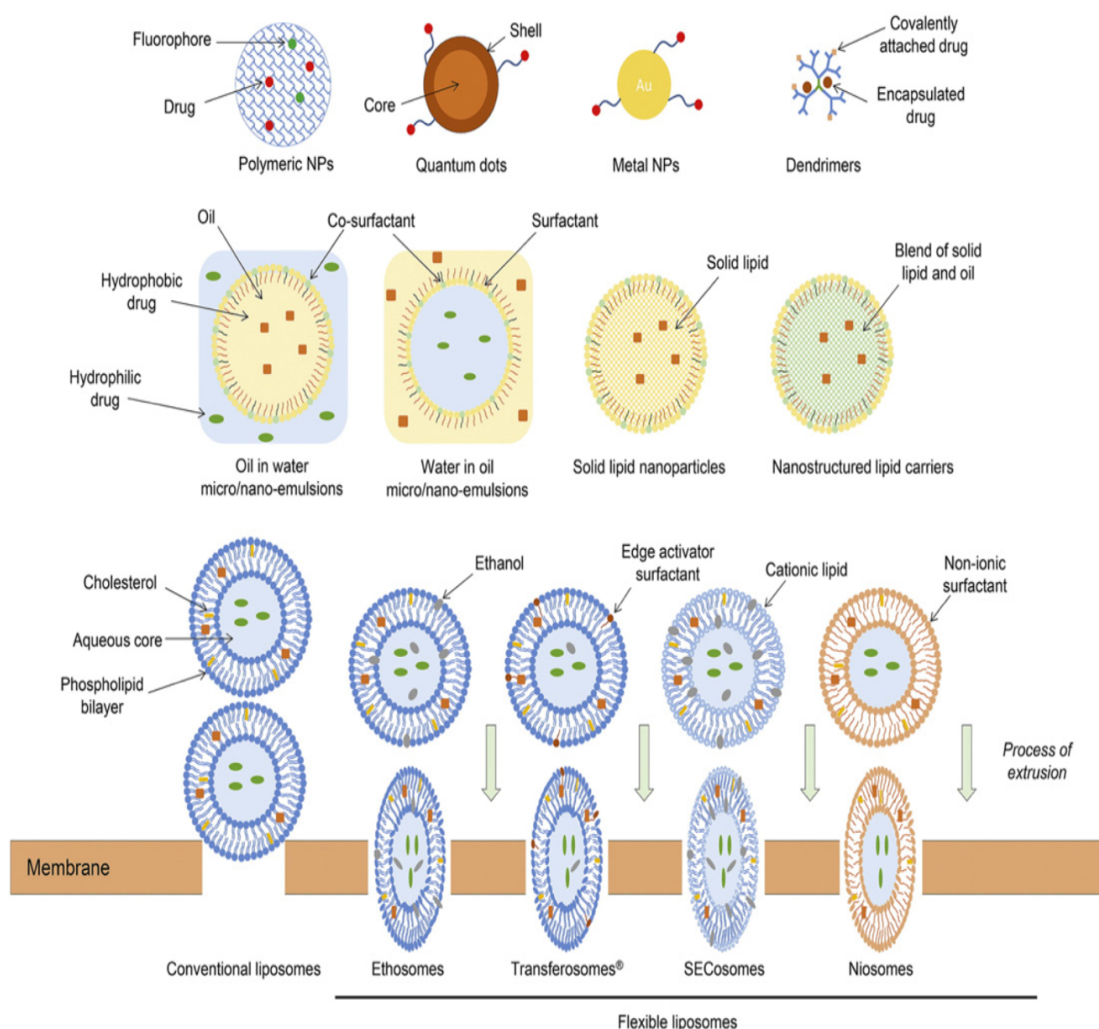 Fluorophore
Drug
Polymeric NPs
Shell
Core
Quantum dots
Au
Metal NPs
Covalently
attached drug
Encapsulated
drug
Dendrimers
Oil
Co-surfactant
Surfactant
Hydrophobic
drug
Hydrophilic
drug
Solid lipid
Blend of solid
lipid and oil
Oil in water
micro/nano-emulsions
Water in oil
micro/nano-emulsions
Solid lipid nanoparticles
Nanostructured lipid carriers
Cholesterol
Aqueous core
Phospholipid
bilayer
Ethanol
Edge activator
surfactant
Cationic lipid
Non-ionic
surfactant
Process of
extrusion
Membrane
Conventional liposomes
Ethosomes
Transferosomes®
SECosomes
Niosomes
Flexible liposomes